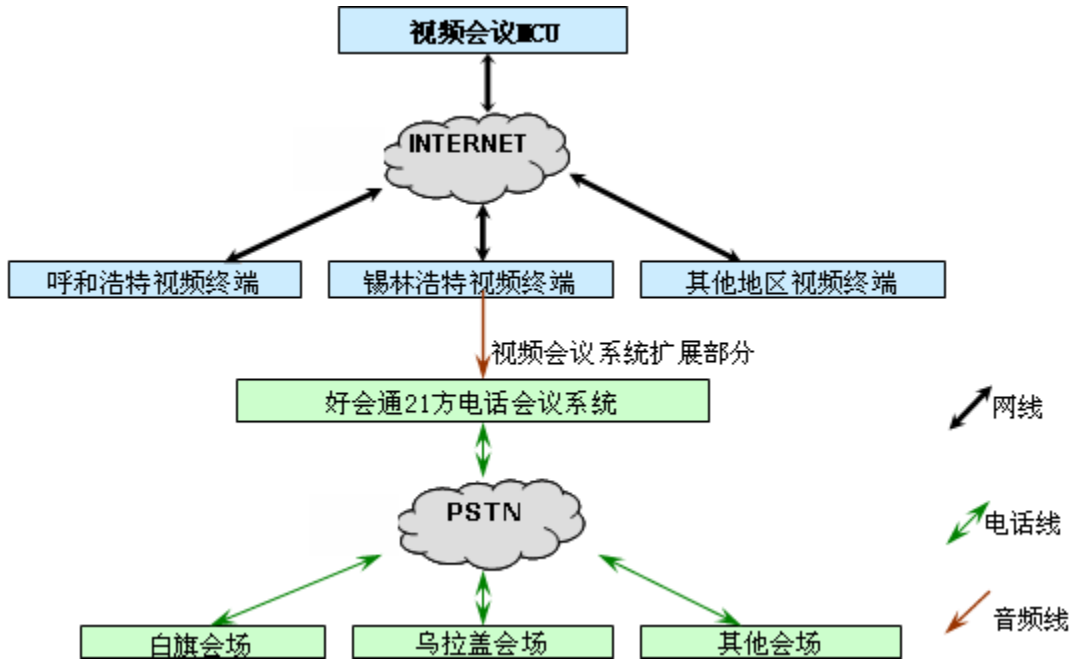 视频会议MCU
INTERNET
呼和浩特视频终端
锡林浩特视频终端
其他地区视频终端
视频会议系统扩展部分
好会通21方电话会议系统
网线
PSTN
电话线
音频线
白旗会场
乌拉盖会场
其他会场